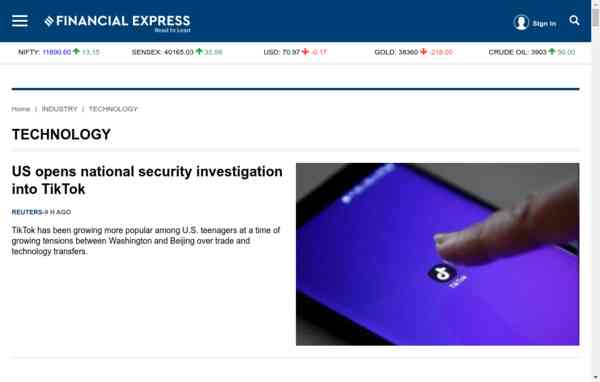 FINANCIAL EXPRESS
Read to Lead
Sign In
NIFTY: 11890.60 13.15 SENSEX: 40165.03 35.98 USD: 70.97 -0.17 GOLD: 38360 -218.00 CRUDE OIL: 3903 50.00
Home | INDUSTRY | TECHNOLOGY
TECHNOLOGY
US opens national security investigation
into TikTok
REUTERS-9 H AGO
TikTok has been growing more popular among U.S. teenagers at a time of
growing tensions between Washington and Beijing over trade and
technology transfers.
TikTok